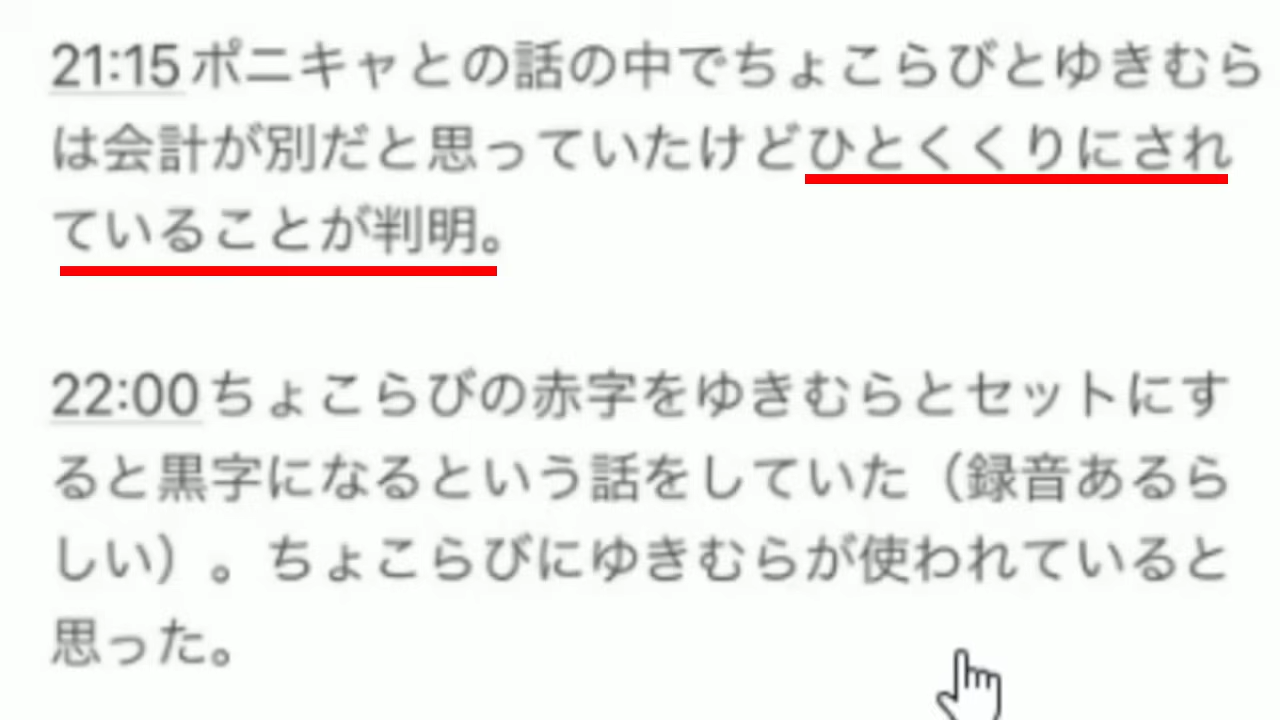 21:15 ポニキャとの話の中でちょこらびとゆきむら
は会計が別だと思っていたけどひとくくりにされ
ていることが判明。
22:00 ちょこらびの赤字をゆきむらとセットにす
ると黒字になるという話をしていた（録音あるら
しい）。ちょこらびにゆきむらが使われていると
思った。